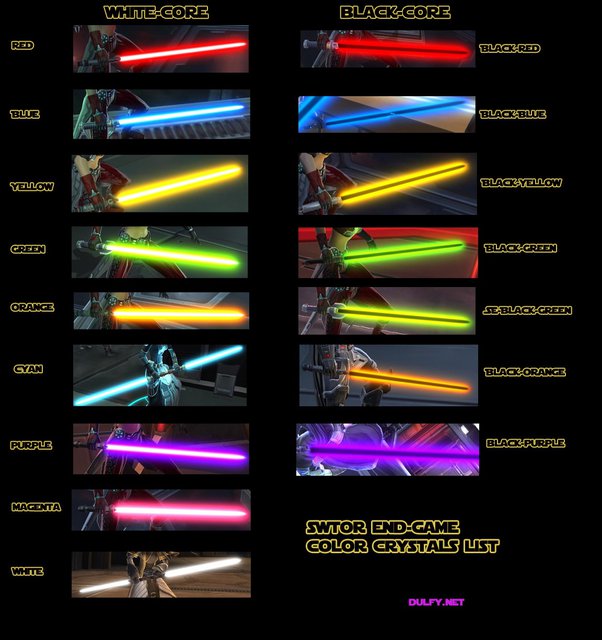 WHITE-CORE
BLACK-CORE
RED
BLACK-RED
BLUE
BLACK-BLUE
YELLOW
BLACK-YELLOW
GREEN
BLACK-GREEN
ORANGE
SE-BLACK-GREEN
CYAN
BLACK-ORANGE
PURPLE
BLACK-PURPLE
MAGENTA
WHITE
SWTOR END-GAME
COLOR CRYSTALS LIST
DULFY.NET